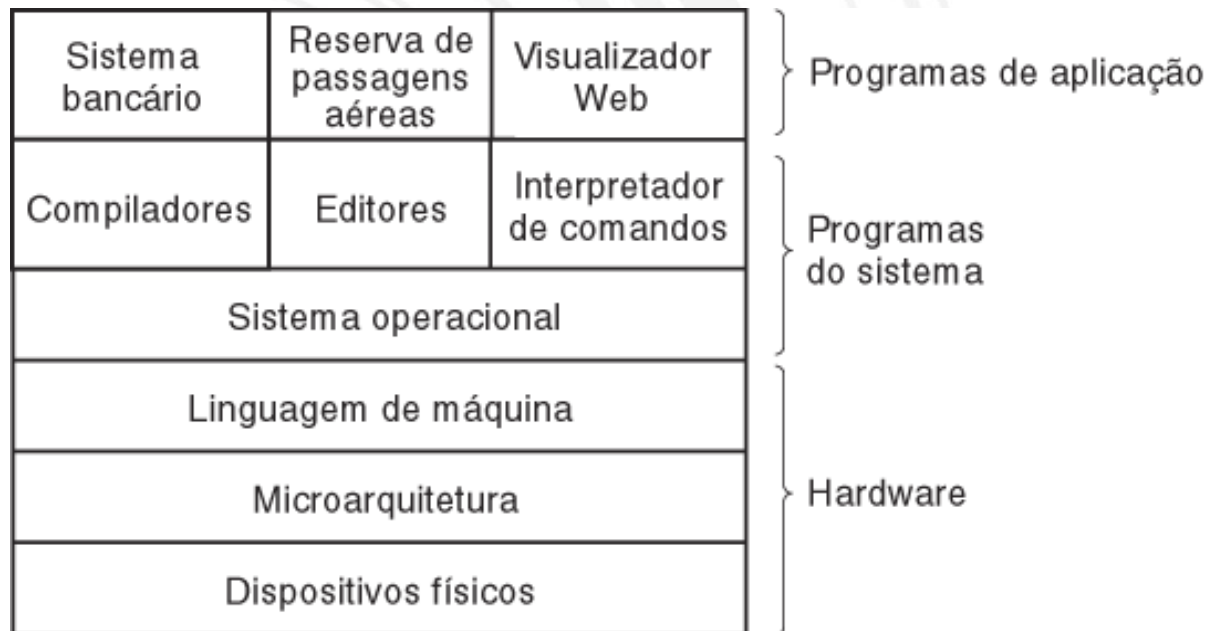 Sistema
bancário
Reserva de
passagens
aéreas
Visualizador
Web
Programas de aplicação
Compiladores
Editores
Interpretador
de comandos
Programas
do sistema
Sistema operacional
Linguagem de máquina
Microarquitetura
Hardware
Dispositivos físicos